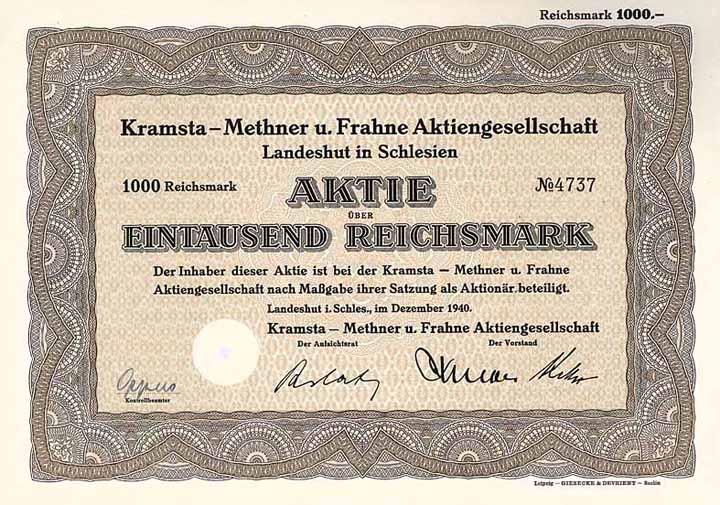 Reichsmark 1000.–
Kramsta – Methner u. Frahne Aktiengesellschaft
Landeshut in Schlesien
1000 Reichsmark AKTIE № 4737
ÜBER
EINTAUSEND REICHSMARK
Der Inhaber dieser Aktie ist bei der Kramsta – Methner u. Frahne
Aktiengesellschaft nach Maßgabe ihrer Satzung als Aktionär beteiligt.
Landeshut i. Schles., im Dezember 1940.
Kramsta – Methner u. Frahne Aktiengesellschaft
Der Aufsichtsrat Der Vorstand
Kontrollbeamter
Leipzig – GIESECKE & DEVRIENT – Berlin